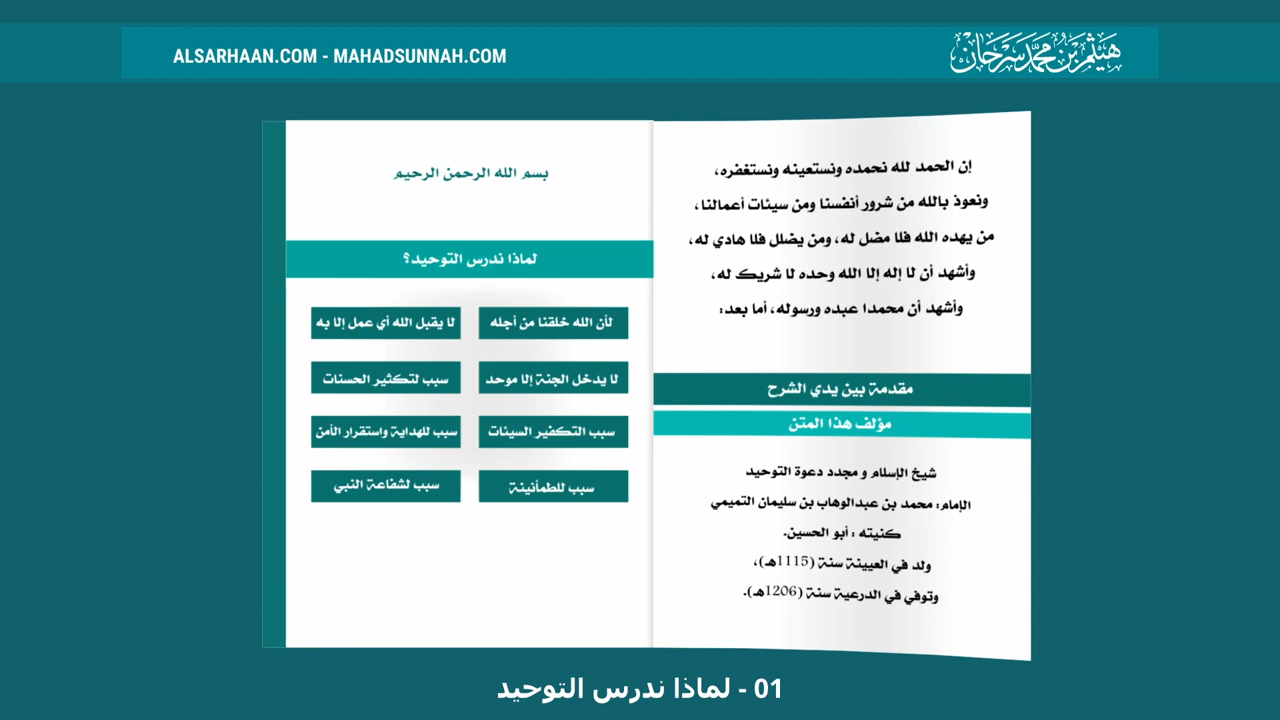 ALSARHAAN.COM - MAHADSUNNAH.COM
هيثم بن محمد سرحان
إن الحمد لله نحمده ونستعينه ونستغفره،
ونعوذ بالله من شرور أنفسنا ومن سيئات أعمالنا،
من يهده الله فلا مضل له، ومن يضلل فلا هادي له،
وأشهد أن لا إله إلا الله وحده لا شريك له،
وأشهد أن محمدا عبده ورسوله، أما بعد:
مقدمة بين يدي الشرح
مؤلف هذا المتن
شيخ الإسلام و مجدد دعوة التوحيد
الإمام: محمد بن عبدالوهاب بن سليمان التميمي
كنيته : أبو الحسين.
ولد في العيينة سنة (1115هـ)،
وتوفي في الدرعية سنة (1206هـ).
بسم الله الرحمن الرحيم
لماذا ندرس التوحيد؟
لأن الله خلقنا من أجله
لا يقبل الله أي عمل إلا به
لا يدخل الجنة إلا موحد
سبب لتكثير الحسنات
سبب التكفير السيئات
سبب للهداية واستقرار الأمن
سبب للطمأنينة
سبب لشفاعة النبي
01 - لماذا ندرس التوحيد